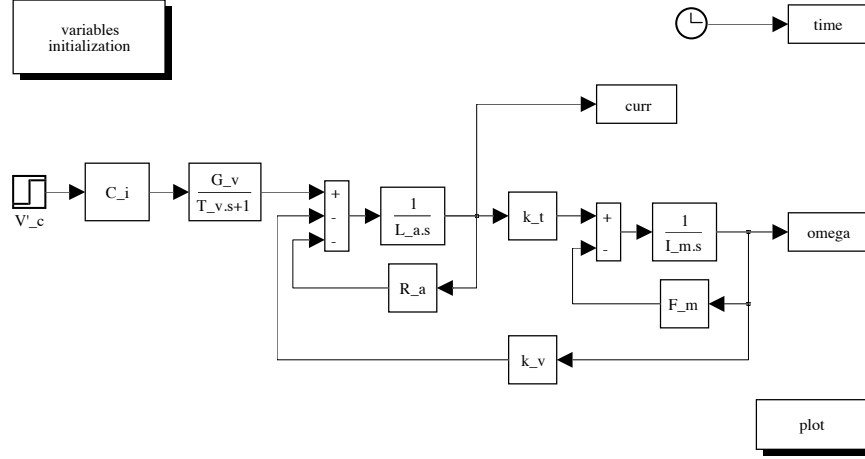 variables
initialization
time
curr
V'_c
C_i
G_v
T_v.s+1
+
-
-
1
L_a.s
k_t
+
-
1
I_m.s
omega
R_a
F_m
k_v
plot